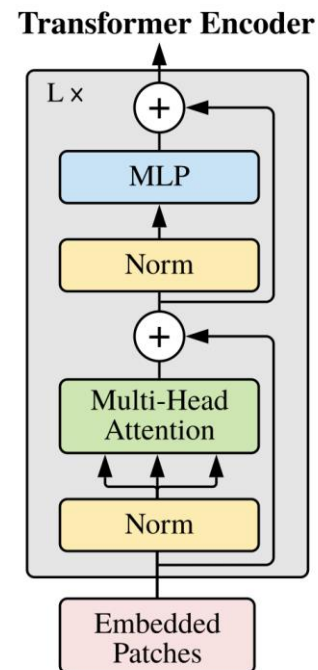 Transformer Encoder
L ×
+
MLP
Norm
+
Multi-Head
Attention
Norm
Embedded
Patches